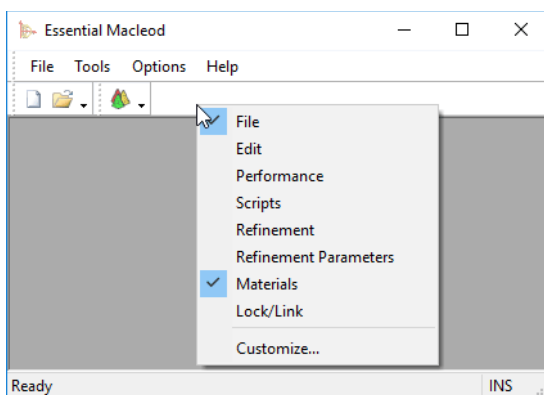 Essential Macleod
File Tools Options Help
File
Edit
Performance
Scripts
Refinement
Refinement Parameters
Materials
Lock/Link
Customize...
Ready INS